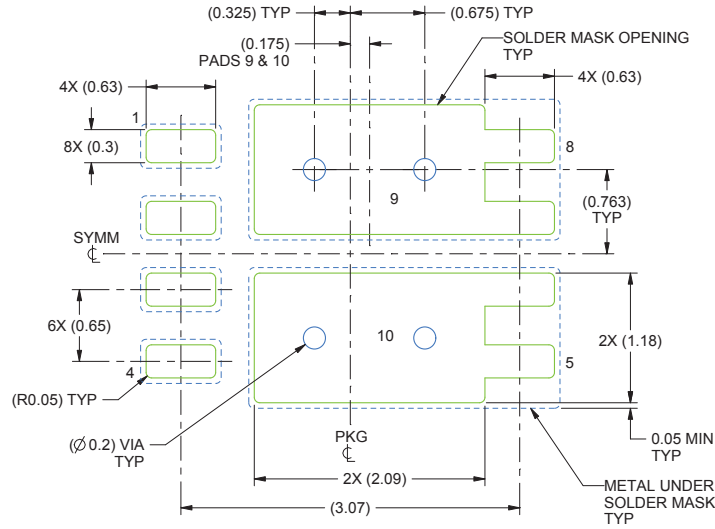 (0.325) TYP
(0.675) TYP
(0.175)
PADS 9 & 10
SOLDER MASK OPENING
TYP
4X (0.63)
4X (0.63)
1
8X (0.3)
8
9
(0.763)
TYP
SYMM
℄
6X (0.65)
10
2X (1.18)
4
5
(R0.05) TYP
(Ø 0.2) VIA
TYP
PKG
℄
0.05 MIN
TYP
2X (2.09)
(3.07)
METAL UNDER
SOLDER MASK
TYP